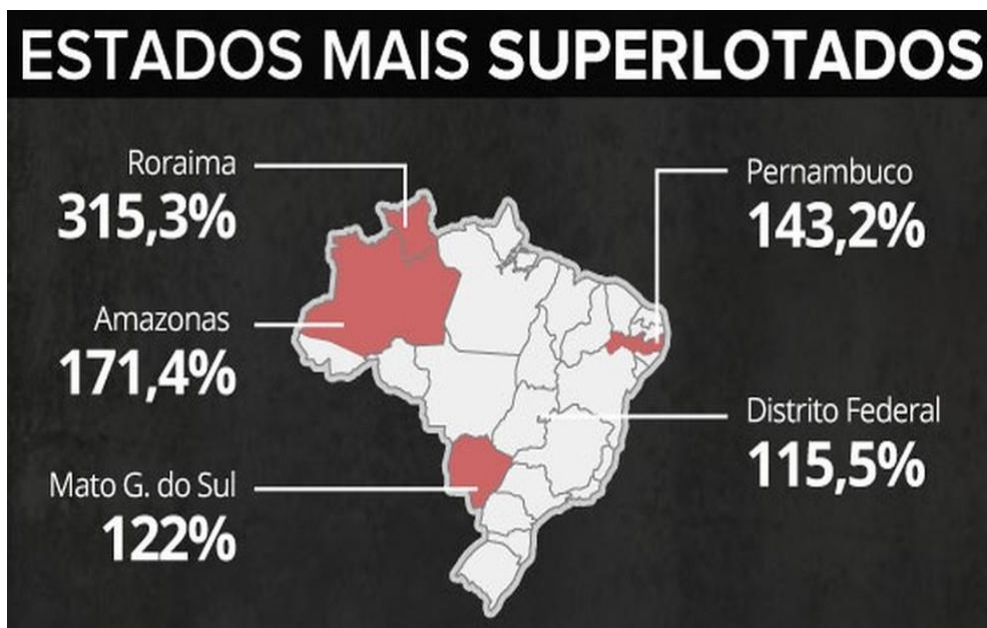 ESTADOS MAIS SUPERLOTADOS
Roraima
315,3%
Amazonas
171,4%
Mato G. do Sul
122%
Pernambuco
143,2%
Distrito Federal
115,5%